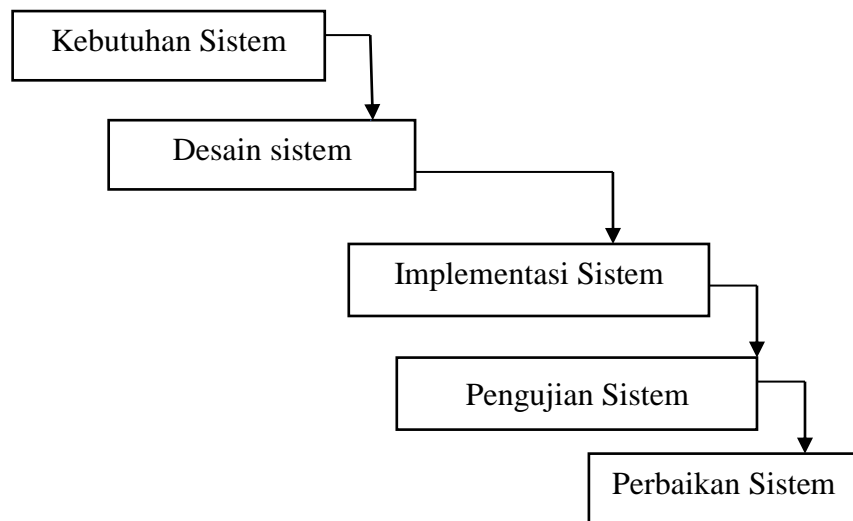 Kebutuhan Sistem
Desain sistem
Implementasi Sistem
Pengujian Sistem
Perbaikan Sistem